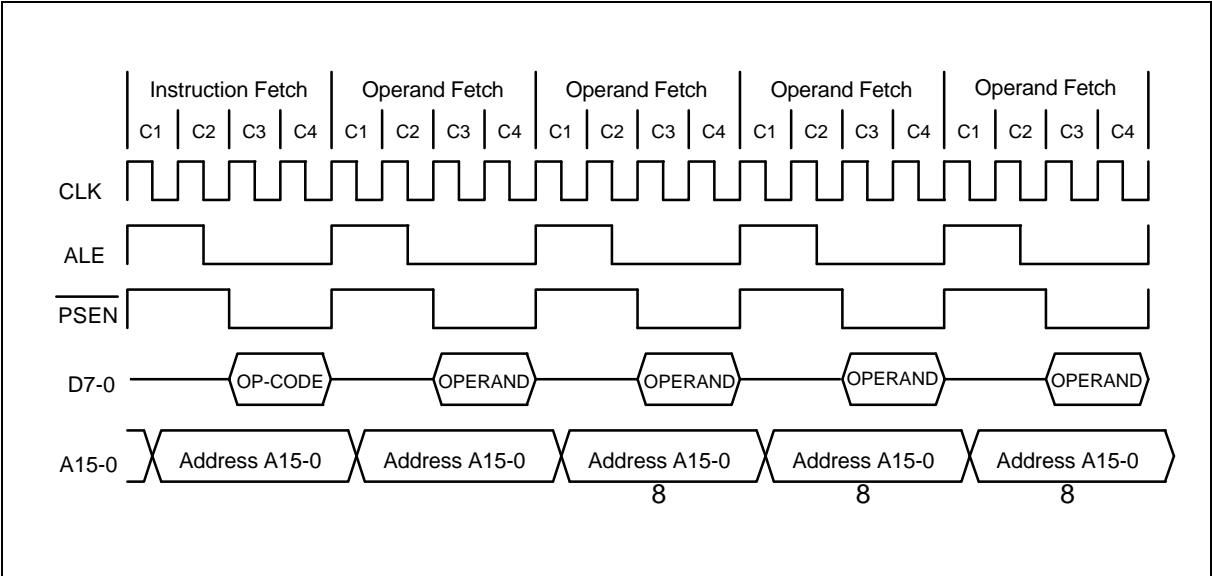 Instruction Fetch Operand Fetch Operand Fetch Operand Fetch Operand Fetch
C1 C2 C3 C4 C1 C2 C3 C4 C1 C2 C3 C4 C1 C2 C3 C4 C1 C2 C3 C4
CLK
ALE
PSEN
D7-0 OP-CODE OPERAND OPERAND OPERAND OPERAND
A15-0 Address A15-0 Address A15-0 Address A15-0 Address A15-0 Address A15-0
8 8 8